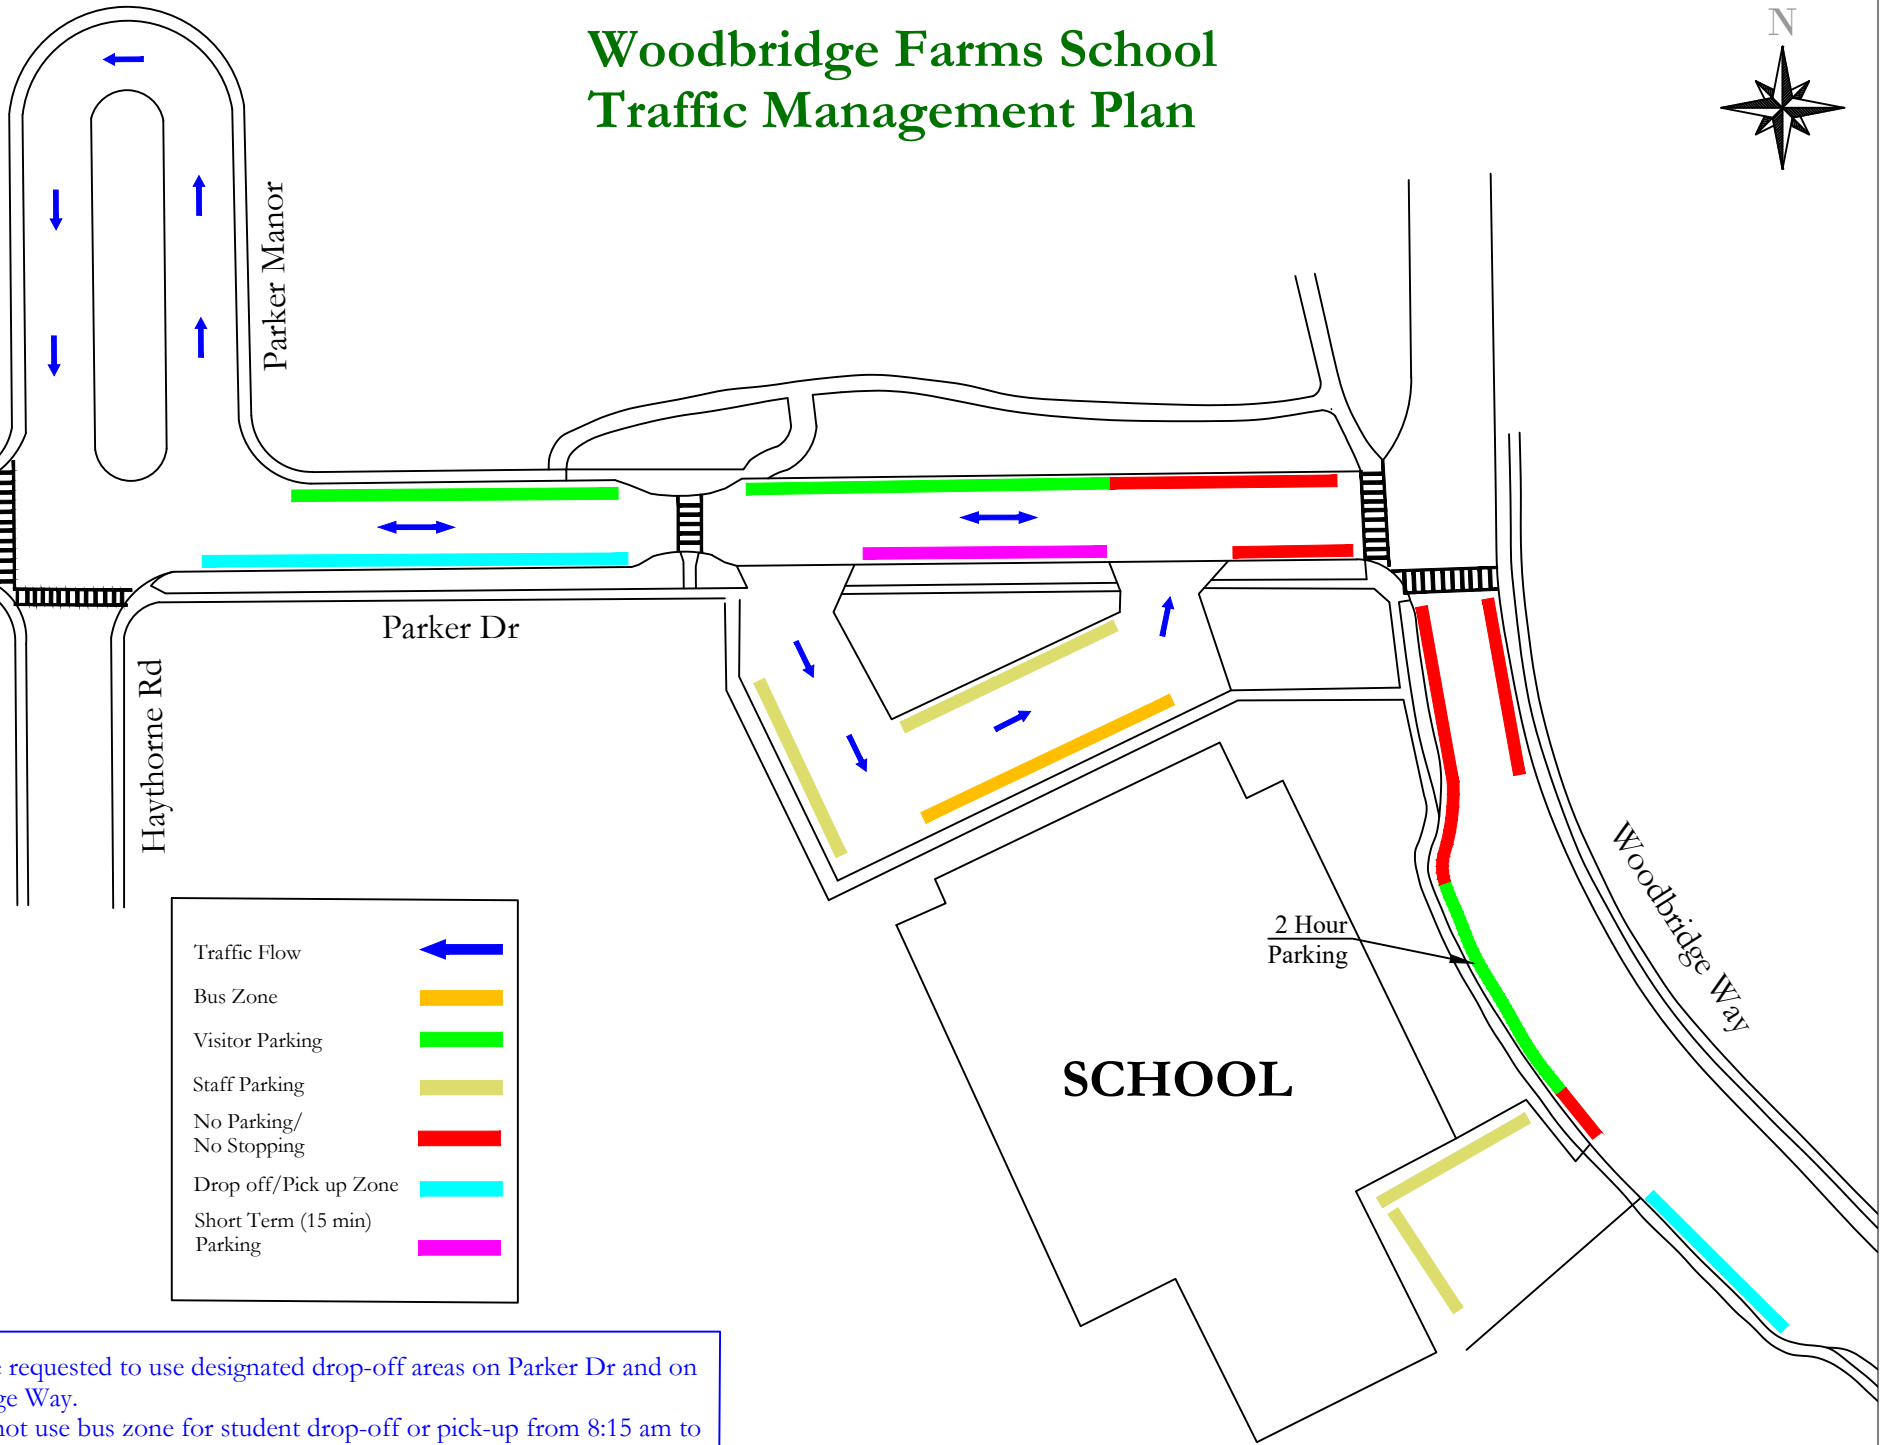 Woodbridge Farms School
Traffic Management Plan
N
Parker Manor
Parker Dr
Haythorne Rd
Woodbridge Way
2 Hour
Parking
SCHOOL
Traffic Flow
Bus Zone
Visitor Parking
Staff Parking
No Parking/
No Stopping
Drop off/Pick up Zone
Short Term (15 min)
Parking
requested to use designated drop-off areas on Parker Dr and on
ge Way.
not use bus zone for student drop-off or pick-up from 8:15 am to